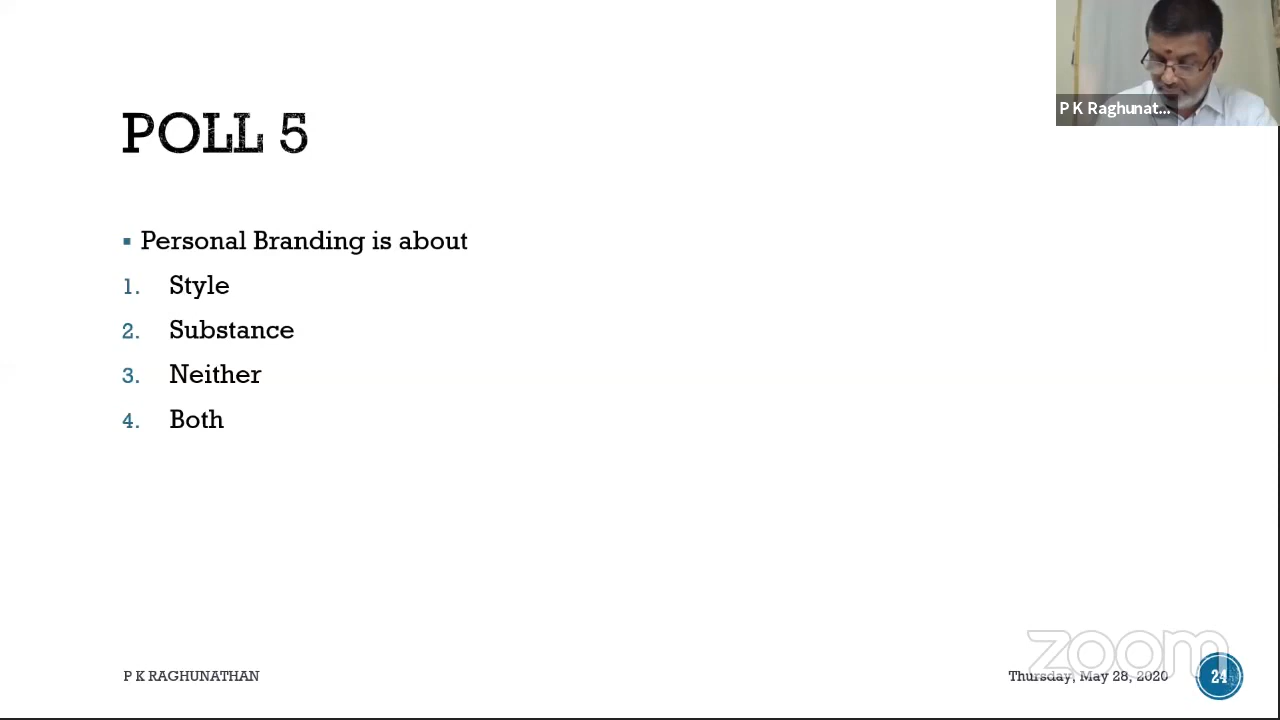 P K Raghunat...
POLL 5
▪ Personal Branding is about
1. Style
2. Substance
3. Neither
4. Both
zoom
P K RAGHUNATHAN
Thursday, May 28, 2020
24